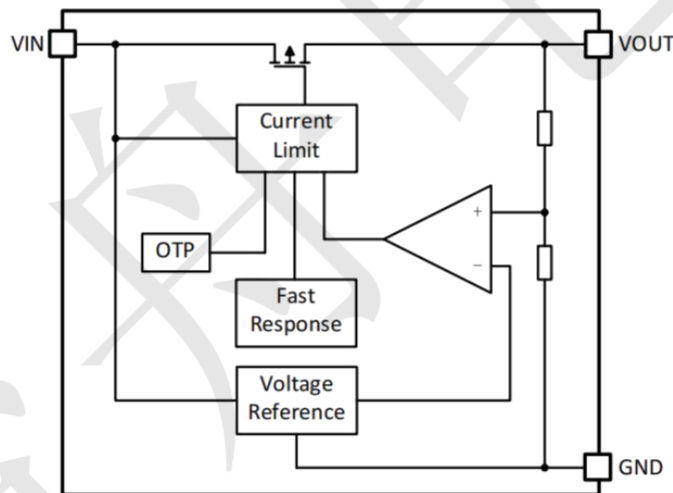 VIN
VOUT
Current
Limit
+
OTP
−
Fast
Response
Voltage
Reference
GND